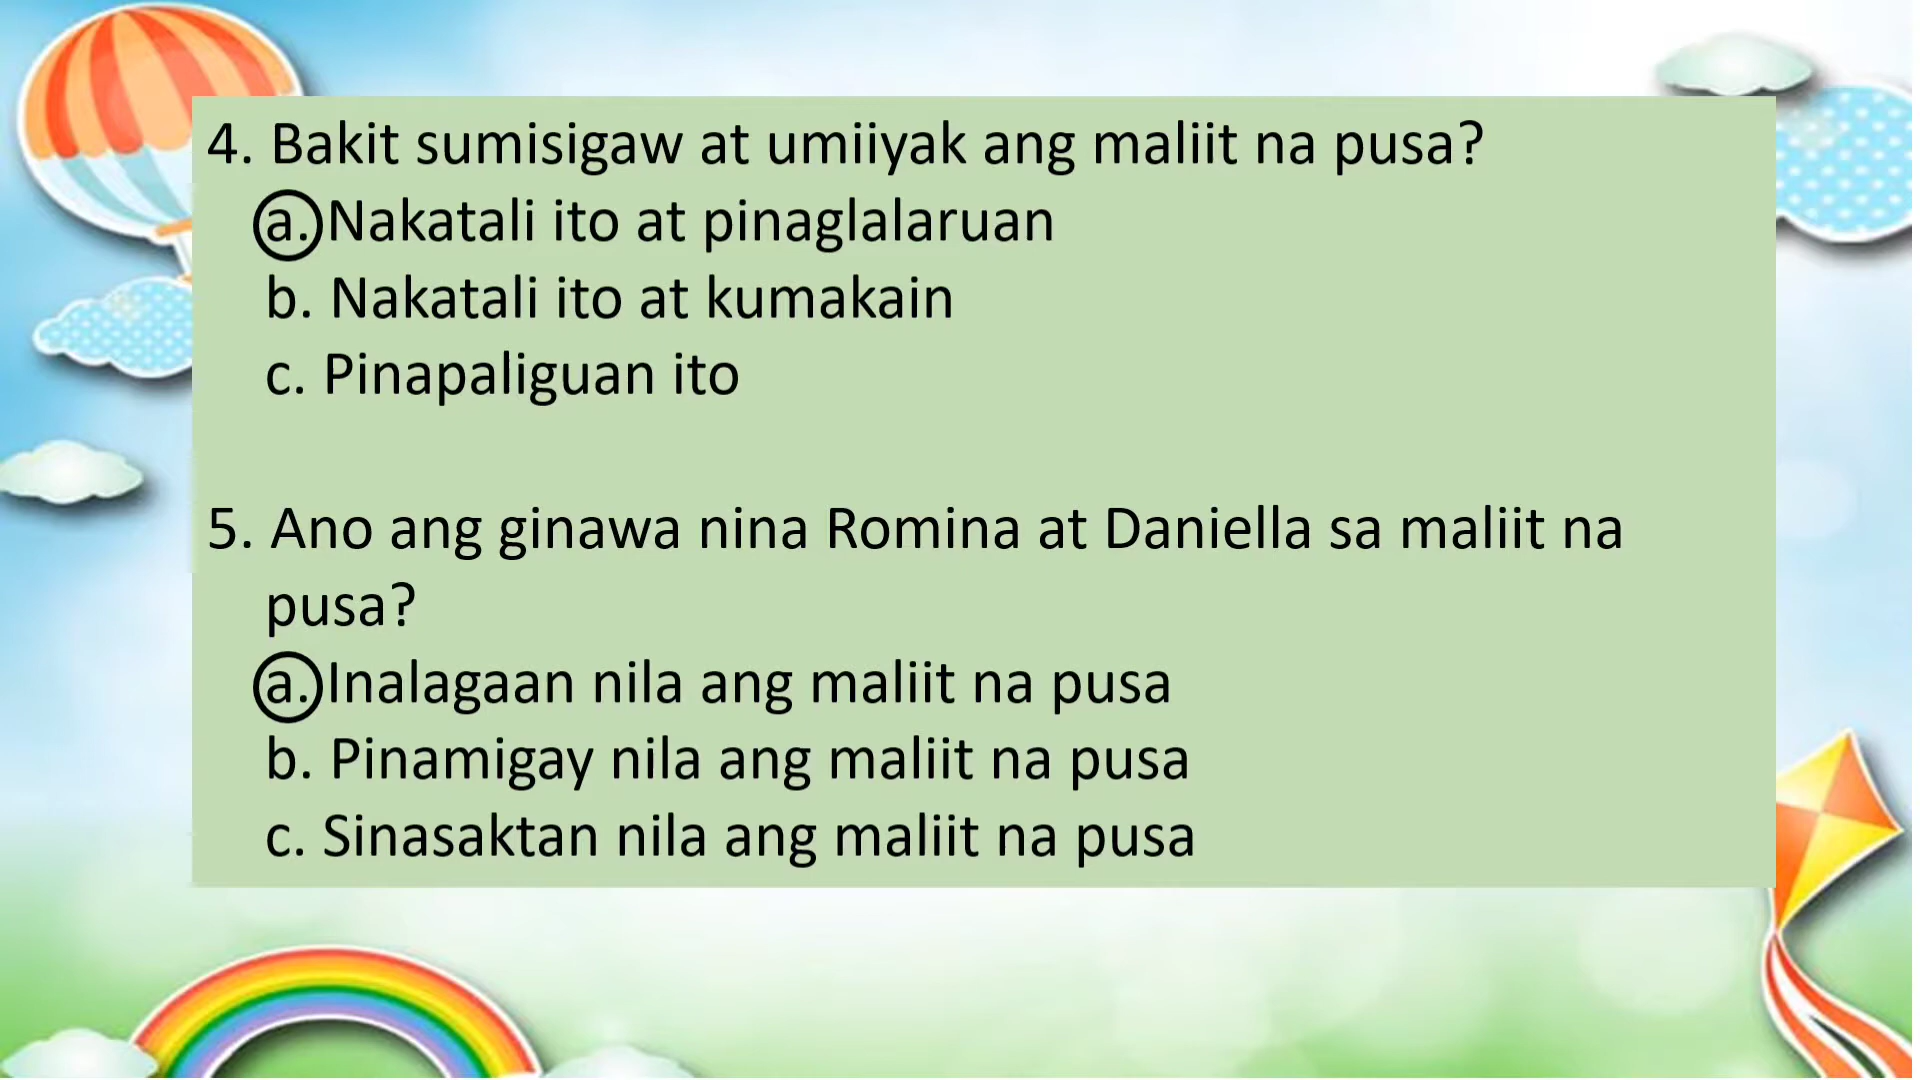 4. Bakit sumisigaw at umiiyak ang maliit na pusa?
a. Nakatali ito at pinaglalaruan
b. Nakatali ito at kumakain
c. Pinapaliguan ito
5. Ano ang ginawa nina Romina at Daniella sa maliit na
pusa?
a. Inalagaan nila ang maliit na pusa
b. Pinamigay nila ang maliit na pusa
c. Sinasaktan nila ang maliit na pusa